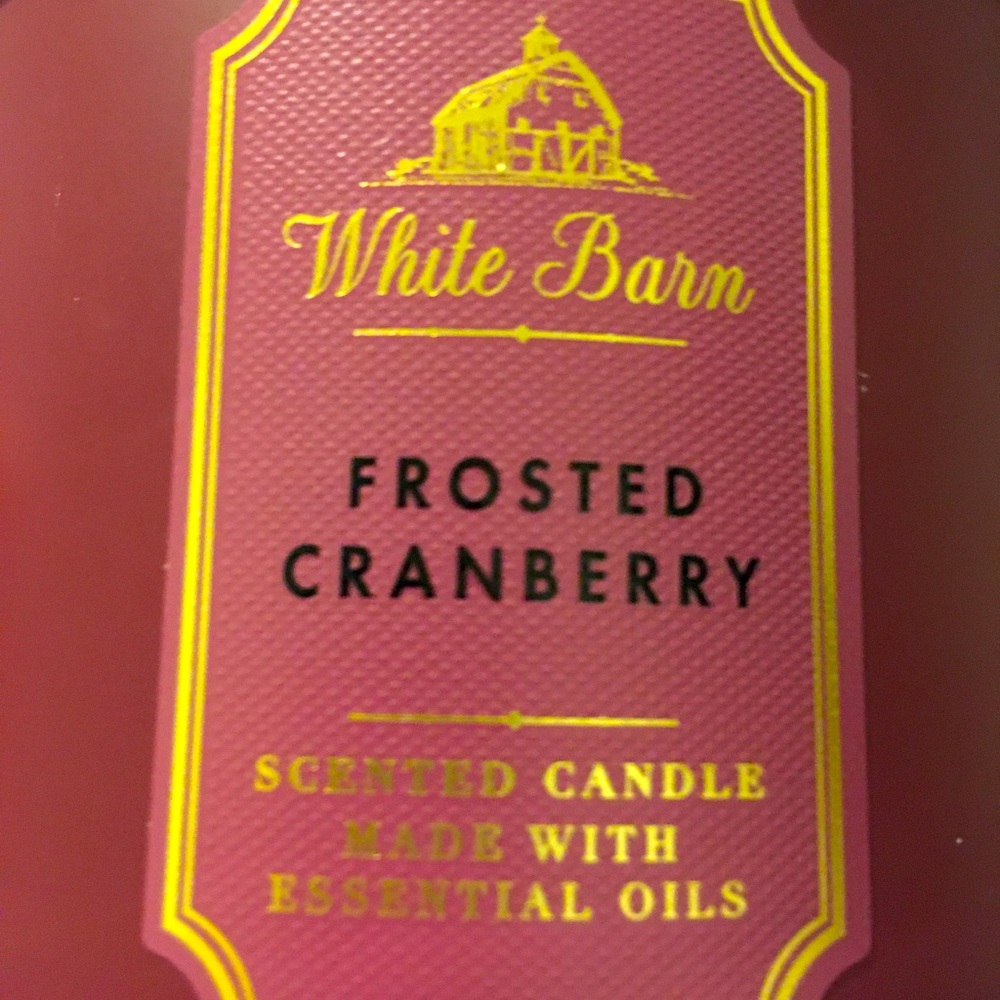 White Barn
FROSTED
CRANBERRY
SCENTED CANDLE
MADE WITH
ESSENTIAL OILS